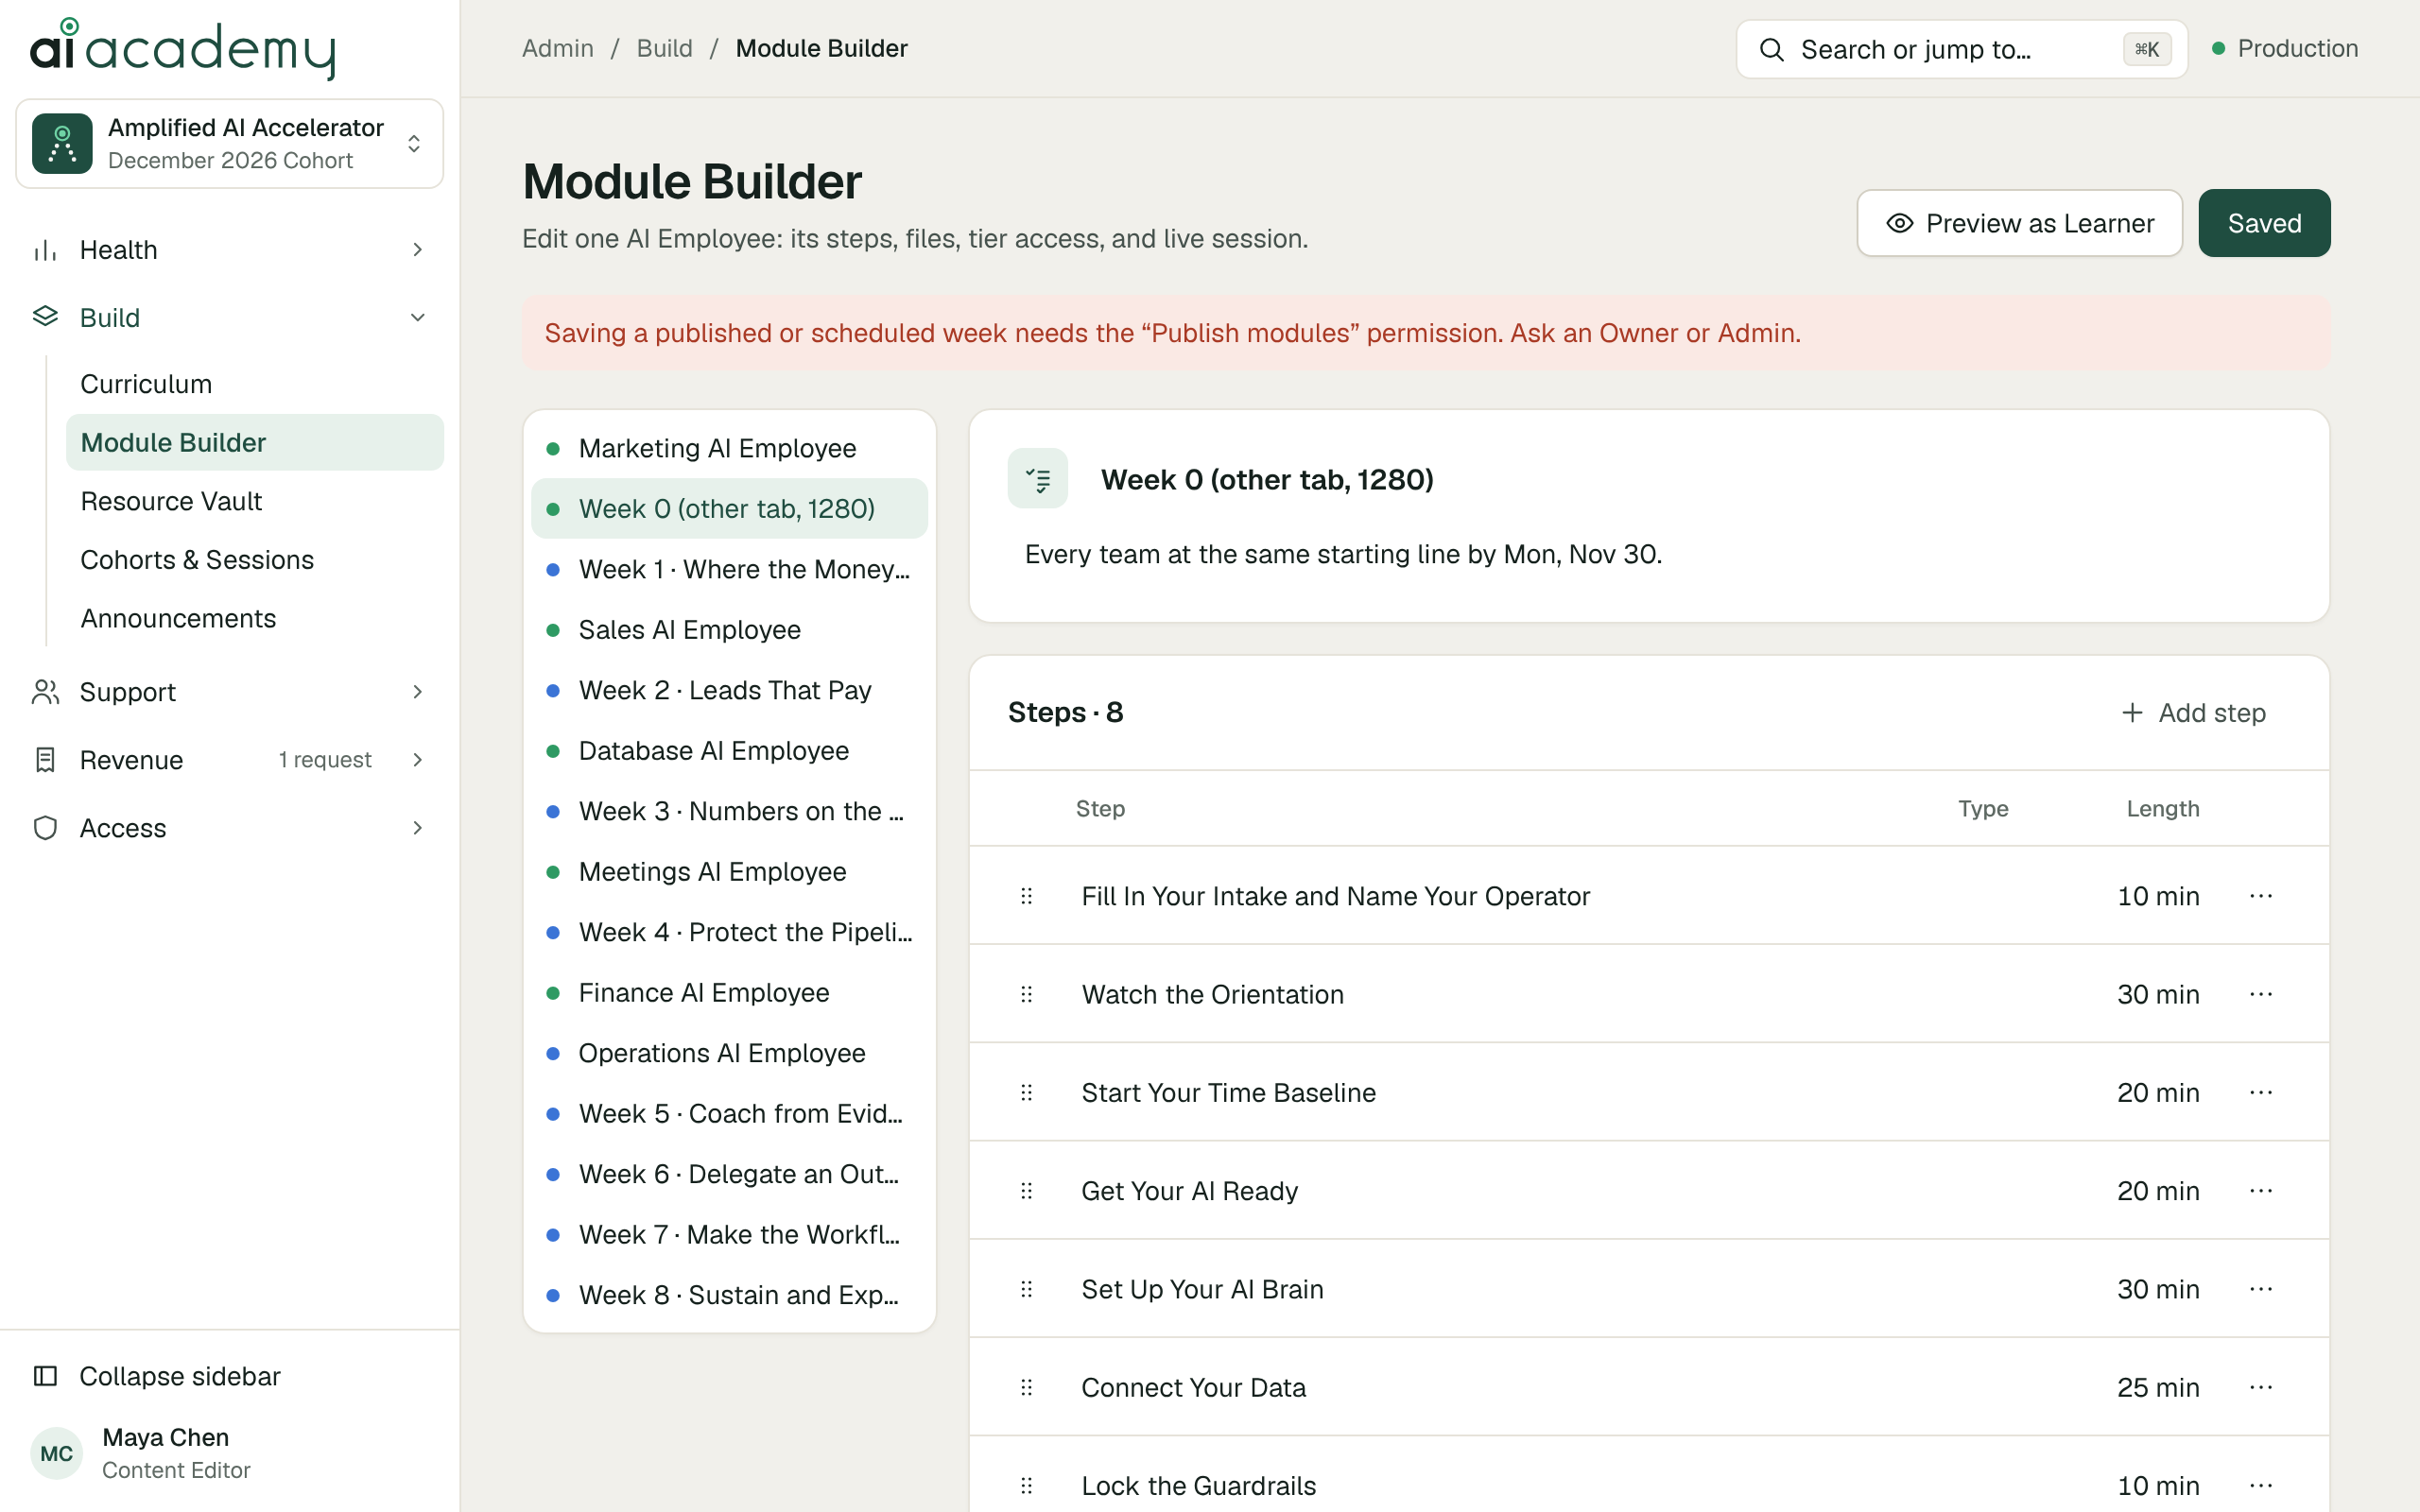 ai academy
Amplified AI Accelerator
December 2026 Cohort
Health
Build
Curriculum
Module Builder
Resource Vault
Cohorts & Sessions
Announcements
Support
Revenue 1 request
Access
Collapse sidebar
MC
Maya Chen
Content Editor
Admin / Build / Module Builder
Search or jump to... ⌘K
Production
Module Builder
Edit one AI Employee: its steps, files, tier access, and live session.
Preview as Learner
Saved
Saving a published or scheduled week needs the “Publish modules” permission. Ask an Owner or Admin.
Marketing AI Employee
Week 0 (other tab, 1280)
Week 1 · Where the Money...
Sales AI Employee
Week 2 · Leads That Pay
Database AI Employee
Week 3 · Numbers on the ...
Meetings AI Employee
Week 4 · Protect the Pipeli...
Finance AI Employee
Operations AI Employee
Week 5 · Coach from Evid...
Week 6 · Delegate an Out...
Week 7 · Make the Workfl...
Week 8 · Sustain and Exp...
Week 0 (other tab, 1280)
Every team at the same starting line by Mon, Nov 30.
Steps · 8
Add step
Step Type Length
Fill In Your Intake and Name Your Operator 10 min
Watch the Orientation 30 min
Start Your Time Baseline 20 min
Get Your AI Ready 20 min
Set Up Your AI Brain 30 min
Connect Your Data 25 min
Lock the Guardrails 10 min